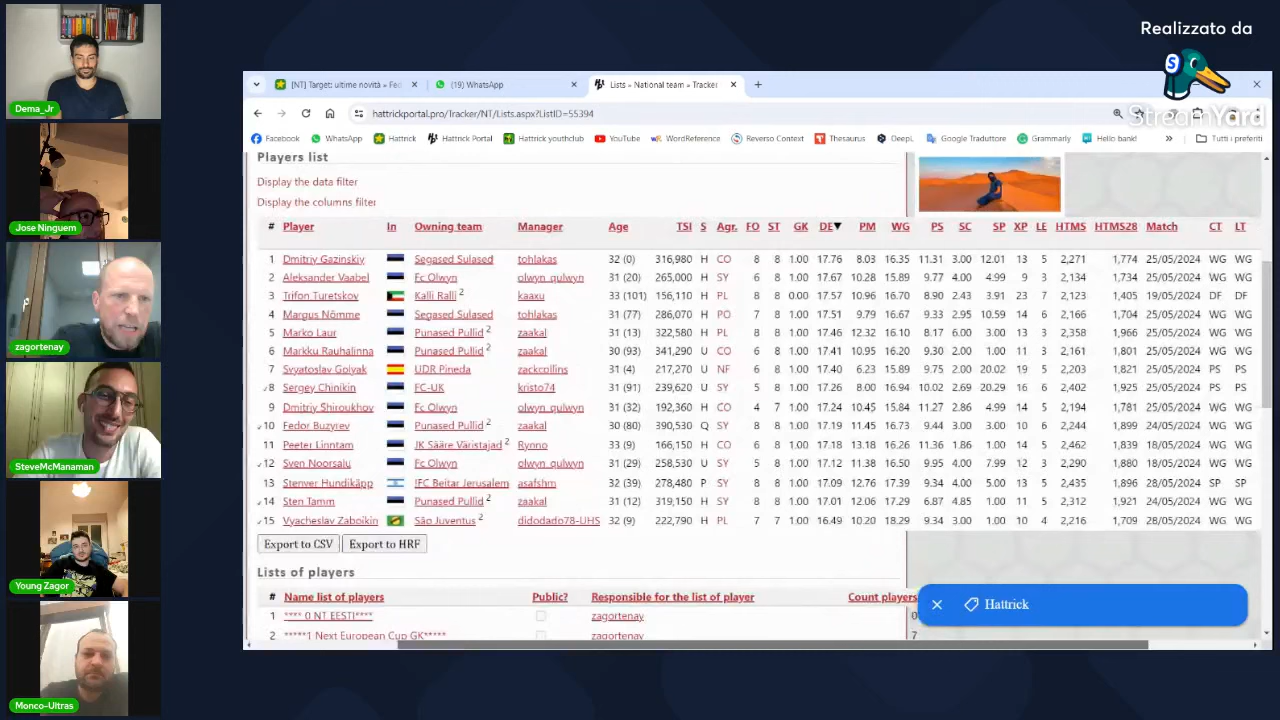 Realizzato da
StreamYard
Dema_Jr
Jose Ninguem
zagortenay
SteveMcManaman
Young Zagor
Monco-Ultras
[NT] Target: ultime novità » Fed
(19) WhatsApp
Lists » National team » Tracker
hattrickportal.pro/Tracker/NT/Lists.aspx?ListID=55394
Facebook WhatsApp Hattrick Hattrick Portal Hattrick youthclub YouTube WordReference Reverso Context Thesaurus DeepL Google Traduttore Grammarly Hello bank! » Tutti i preferiti
Players list
Display the data filter
Display the columns filter
# Player In Owning team Manager Age TSI S Agr. FO ST GK DE▼ PM WG PS SC SP XP LE HTMS HTMS28 Match CT LT
1 Dmitriy Gazinskiy Segased Sulased tohlakas 32 (0) 316,980 H CO 8 8 1.00 17.76 8.03 16.35 11.31 3.00 12.01 13 5 2,271 1,774 25/05/2024 WG WG
2 Aleksander Vaabel Fc Olwyn olwyn_qulwyn 31 (20) 265,000 H SY 6 8 1.00 17.67 10.28 15.89 9.77 4.00 4.99 11 3 2,134 1,734 25/05/2024 WG WG
3 Trifon Turetskov Kalli Ralli 2 kaaxu 33 (101) 156,110 H PL 8 8 0.00 17.57 10.96 16.70 8.90 2.43 3.91 23 7 2,123 1,405 19/05/2024 DF DF
4 Margus Nõmme Segased Sulased tohlakas 31 (77) 286,070 H PO 7 8 1.00 17.51 9.79 16.67 9.33 2.95 10.59 14 6 2,166 1,704 25/05/2024 WG WG
5 Marko Laur Punased Pullid 2 zaakal 31 (13) 322,580 H PL 8 8 1.00 17.46 12.32 16.10 8.17 6.00 3.00 13 3 2,358 1,966 25/05/2024 WG WG
6 Markku Rauhalinna Punased Pullid 2 zaakal 30 (93) 341,290 U CO 6 8 1.00 17.41 10.95 16.20 9.30 2.00 1.00 11 3 2,161 1,801 25/05/2024 WG WG
7 Svyatoslav Golyak UDR Pineda zackcollins 31 (4) 217,270 U NF 6 8 1.00 17.40 6.23 15.89 9.75 2.00 20.02 19 5 2,203 1,821 25/05/2024 PS PS
✓8 Sergey Chinikin FC-UK kristo74 31 (91) 239,620 U SY 5 8 1.00 17.26 8.00 16.94 10.02 2.69 20.29 16 6 2,402 1,925 25/05/2024 PS PS
9 Dmitriy Shiroukhov Fc Olwyn olwyn_qulwyn 31 (32) 192,360 H CO 4 7 1.00 17.24 10.45 15.84 11.27 2.86 4.99 14 5 2,194 1,781 25/05/2024 WG WG
✓10 Fedor Buzyrev Punased Pullid 2 zaakal 30 (80) 390,530 Q SY 8 8 1.00 17.19 11.45 16.73 9.44 3.00 3.00 10 6 2,244 1,899 25/05/2024 WG WG
11 Peeter Linntam JK Sääre Väristajad 2 Rynno 33 (9) 166,150 H CO 6 8 1.00 17.18 13.18 16.28 11.36 1.86 1.00 14 5 2,462 1,839 18/05/2024 WG WG
✓12 Sven Noorsalu Fc Olwyn olwyn_qulwyn 31 (29) 258,530 U SY 8 8 1.00 17.12 11.38 16.50 9.95 4.00 7.99 12 3 2,290 1,880 18/05/2024 WG WG
13 Stenver Hundikäpp IFC Beitar Jerusalem asafshm 32 (39) 278,480 P SY 8 8 1.00 17.09 12.76 17.39 9.34 4.00 5.00 13 5 2,435 1,896 28/05/2024 SP SP
✓14 Sten Tamm Punased Pullid 2 zaakal 31 (12) 319,150 H SY 8 8 1.00 17.01 12.06 17.29 6.87 4.83 1.00 11 5 2,312 1,921 24/05/2024 WG WG
✓15 Vyacheslav Zaboikin São Juventus 2 didodado78-UHS 32 (9) 222,790 H PL 7 7 1.00 16.49 10.20 18.29 9.34 3.00 1.00 10 4 2,216 1,709 28/05/2024 WG WG
Export to CSV Export to HRF
Lists of players
# Name list of players Public? Responsible for the list of player Count players
1 **** 0 NT EESTI**** zagortenay 0
2 *****1 Next European Cup GK***** zagortenay 7
Hattrick